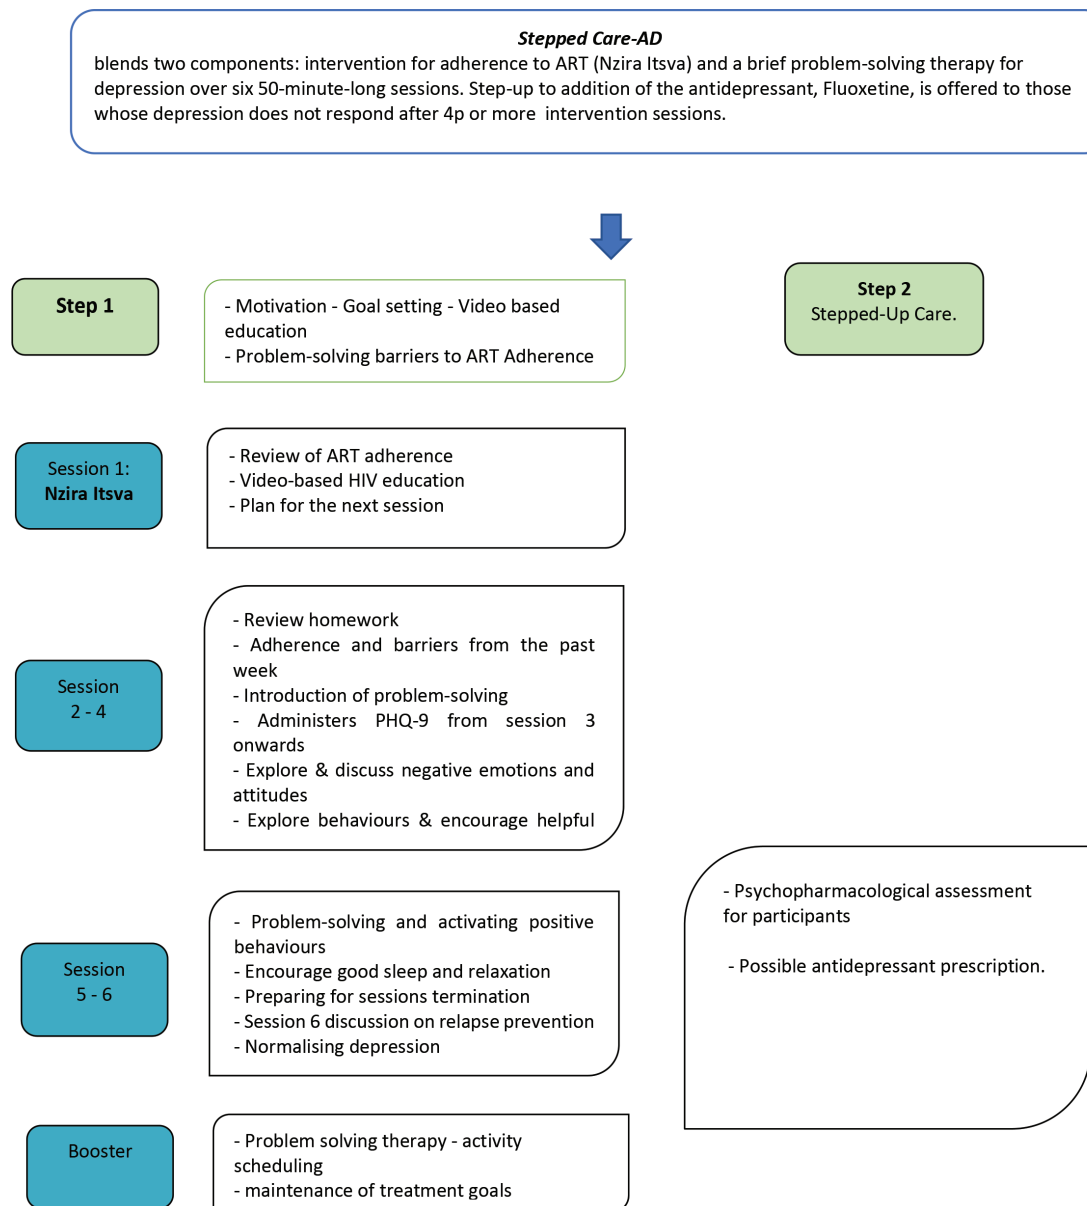 Stepped Care-AD
blends two components: intervention for adherence to ART (Nzira Itsva) and a brief problem-solving therapy for
depression over six 50-minute-long sessions. Step-up to addition of the antidepressant, Fluoxetine, is offered to those
whose depression does not respond after 4p or more intervention sessions.
Step 1
- Motivation - Goal setting - Video based
education
- Problem-solving barriers to ART Adherence
Step 2
Stepped-Up Care.
Session 1:
Nzira Itsva
- Review of ART adherence
- Video-based HIV education
- Plan for the next session
Session
2 - 4
- Review homework
- Adherence and barriers from the past
week
- Introduction of problem-solving
- Administers PHQ-9 from session 3
onwards
- Explore & discuss negative emotions and
attitudes
- Explore behaviours & encourage helpful
Session
5 - 6
- Problem-solving and activating positive
behaviours
- Encourage good sleep and relaxation
- Preparing for sessions termination
- Session 6 discussion on relapse prevention
- Normalising depression
- Psychopharmacological assessment
for participants
- Possible antidepressant prescription.
Booster
- Problem solving therapy - activity
scheduling
- maintenance of treatment goals